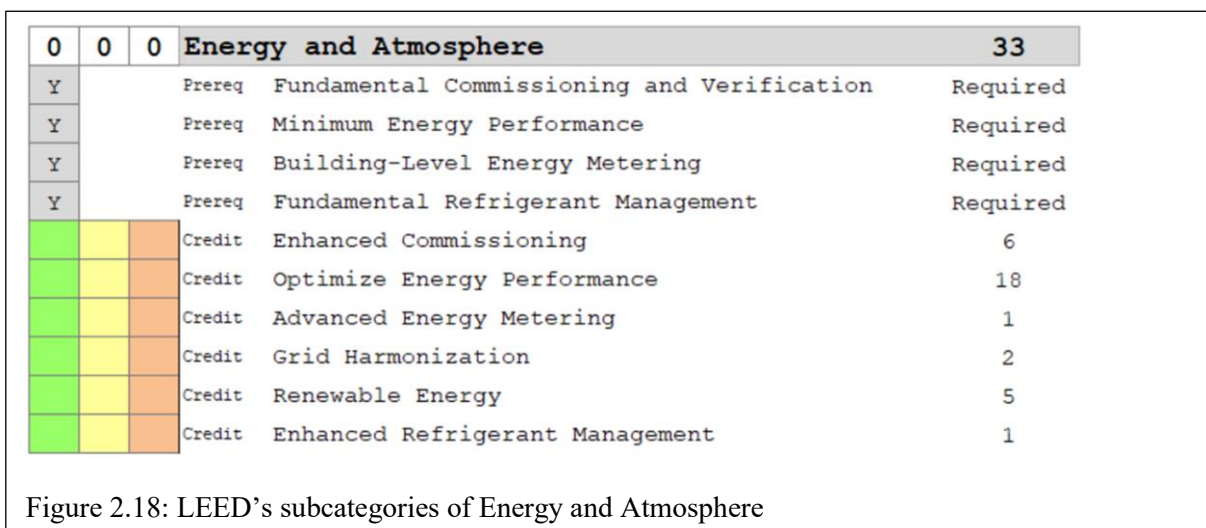 0 0 0 Energy and Atmosphere 33
Y Prereq Fundamental Commissioning and Verification Required
Y Prereq Minimum Energy Performance Required
Y Prereq Building-Level Energy Metering Required
Y Prereq Fundamental Refrigerant Management Required
Credit Enhanced Commissioning 6
Credit Optimize Energy Performance 18
Credit Advanced Energy Metering 1
Credit Grid Harmonization 2
Credit Renewable Energy 5
Credit Enhanced Refrigerant Management 1
Figure 2.18: LEED’s subcategories of Energy and Atmosphere